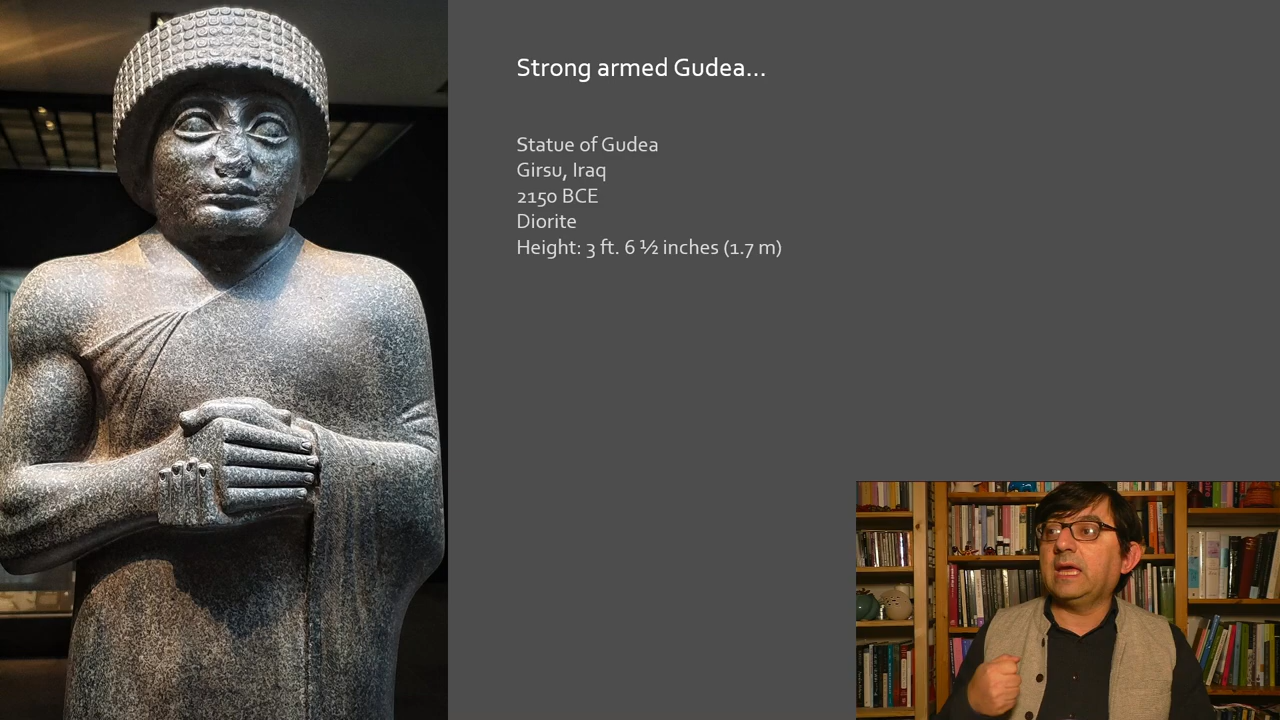 Strong armed Gudea...
Statue of Gudea
Girsu, Iraq
2150 BCE
Diorite
Height: 3 ft. 6 ½ inches (1.7 m)